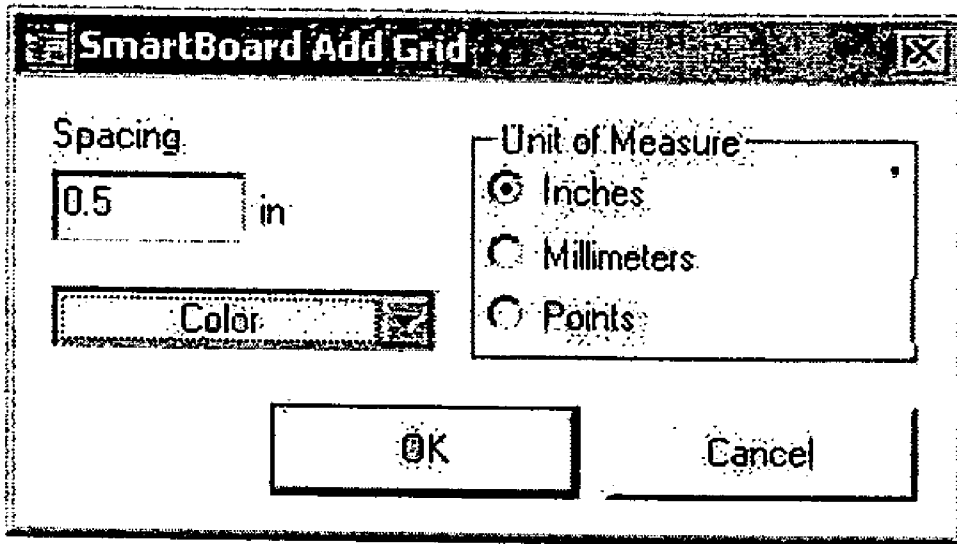 SmartBoard Add Grid
Spacing
0.5 in
Color
Unit of Measure
Inches
Millimeters
Points
OK
Cancel